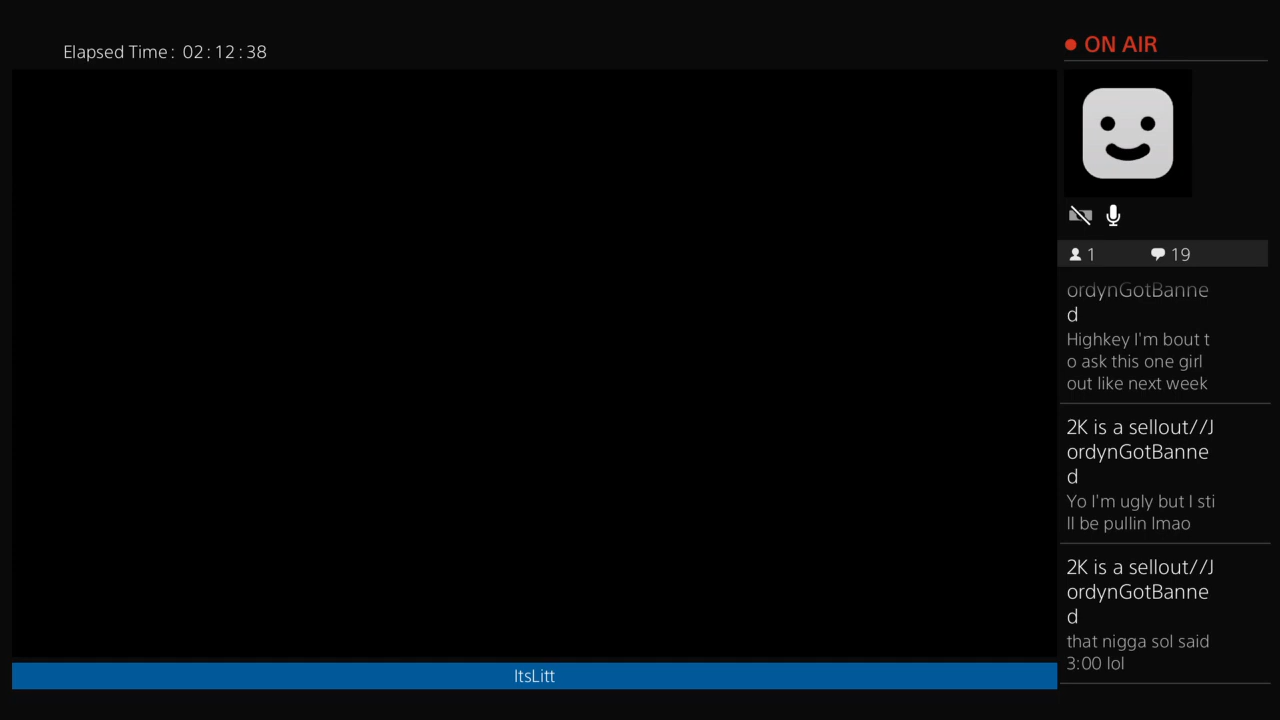 Elapsed Time: 02:12:38
ON AIR
1
19
ordynGotBanne
d
Highkey I'm bout t
o ask this one girl
out like next week
2K is a sellout//J
ordynGotBanne
d
Yo I'm ugly but I sti
ll be pullin lmao
2K is a sellout//J
ordynGotBanne
d
that nigga sol said
3:00 lol
ItsLitt